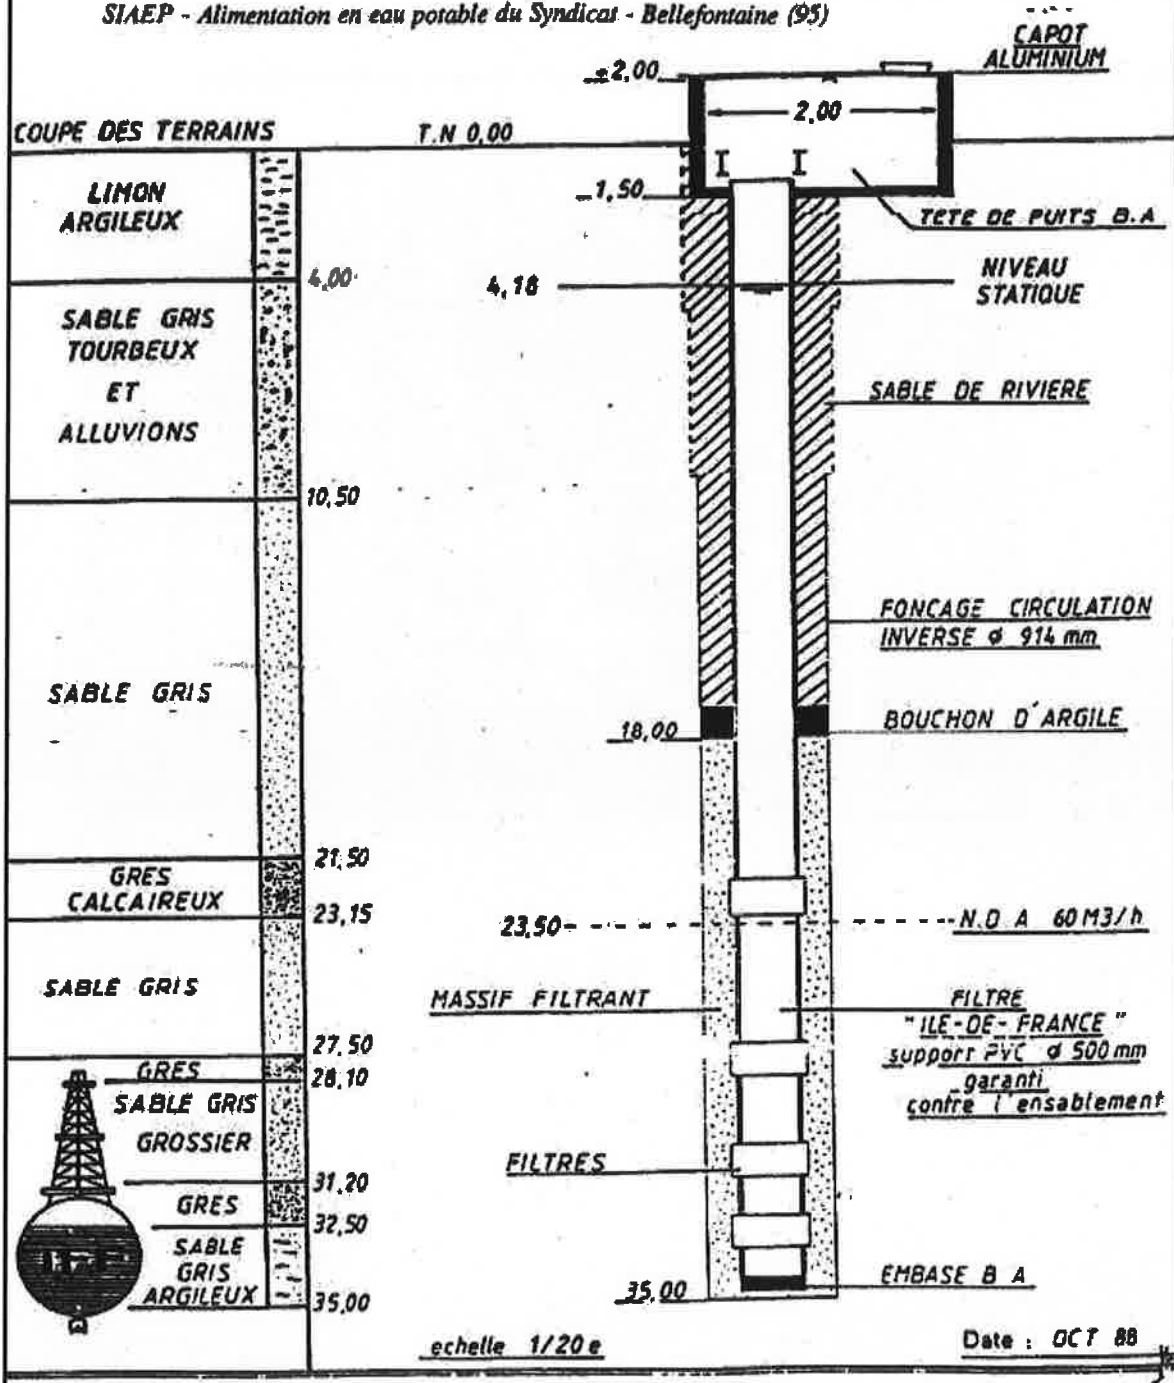 SIAEP - Alimentation en eau potable du Syndicat - Bellefontaine (95)
CAPOT
ALUMINIUM
+2,00
2,00
COUPE DES TERRAINS
T.N 0,00
LIMON
ARGILEUX
-1,50
TETE DE PUITS B.A
4,00
4,18
NIVEAU
STATIQUE
SABLE GRIS
TOURBEUX
ET
ALLUVIONS
SABLE DE RIVIERE
10,50
FONCAGE CIRCULATION
INVERSE ø 914 mm
SABLE GRIS
BOUCHON D'ARGILE
18,00
21,50
GRES
CALCAIREUX
23,15
23,50
N.D A 60 M3/h
SABLE GRIS
MASSIF FILTRANT
FILTRE
"ILE-DE-FRANCE"
support PVC ø 500 mm
garanti
contre l'ensablement
27,50
GRES
28,10
SABLE GRIS
GROSSIER
FILTRES
31,20
GRES
32,50
SABLE
GRIS
ARGILEUX
35,00
35,00
EMBASE B A
echelle 1/20 e
Date : OCT 88